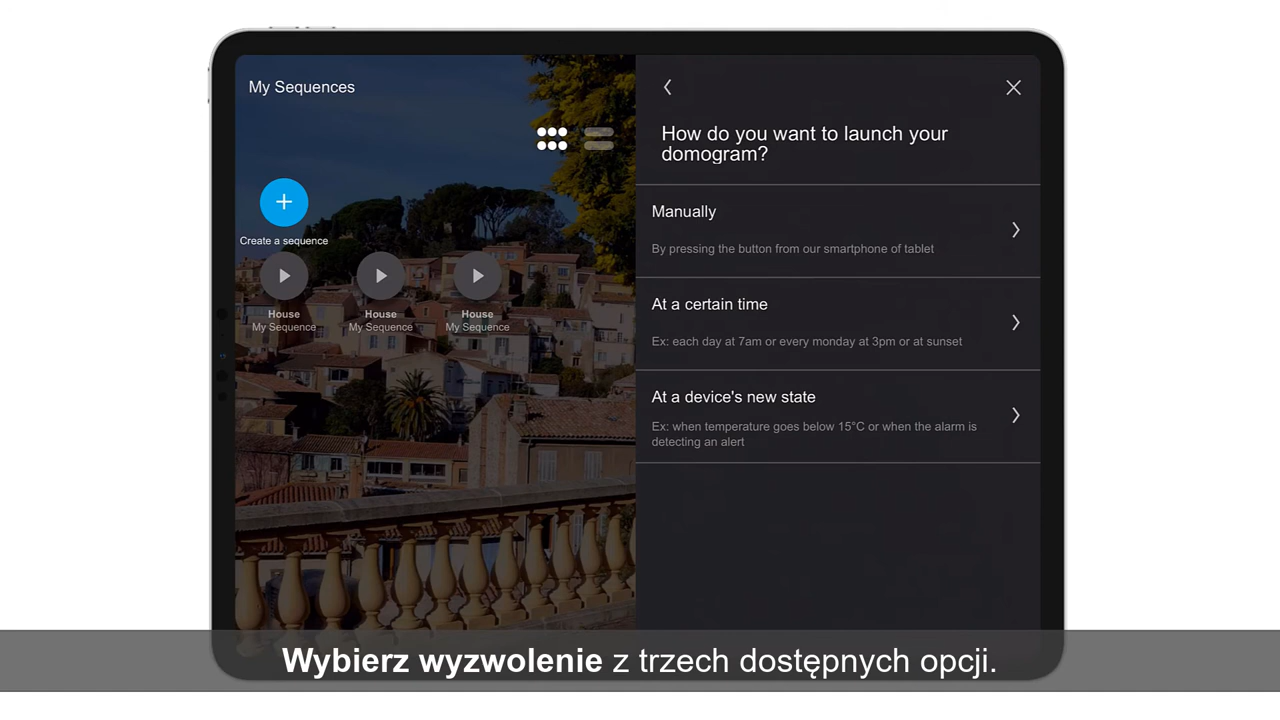 My Sequences
Create a sequence
House
My Sequence
House
My Sequence
House
My Sequence
How do you want to launch your
domogram?
Manually
By pressing the button from our smartphone of tablet
At a certain time
Ex: each day at 7am or every monday at 3pm or at sunset
At a device's new state
Ex: when temperature goes below 15°C or when the alarm is
detecting an alert
Wybierz wyzwolenie z trzech dostępnych opcji.